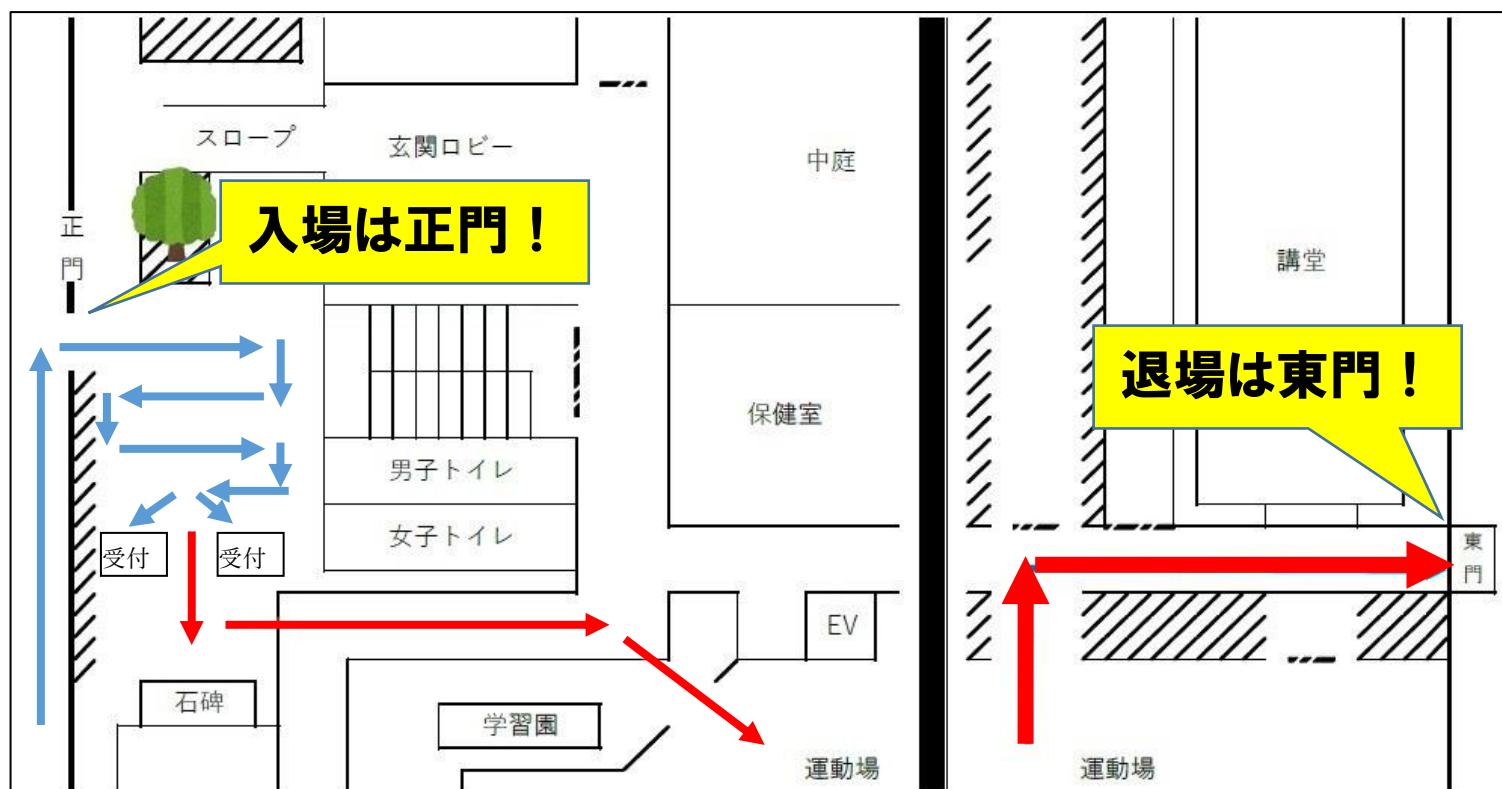 スロープ
玄関ロビー
中庭
正門
入場は正門！
講堂
退場は東門！
保健室
男子トイレ
女子トイレ
受付
受付
東門
EV
石碑
学習園
運動場
運動場